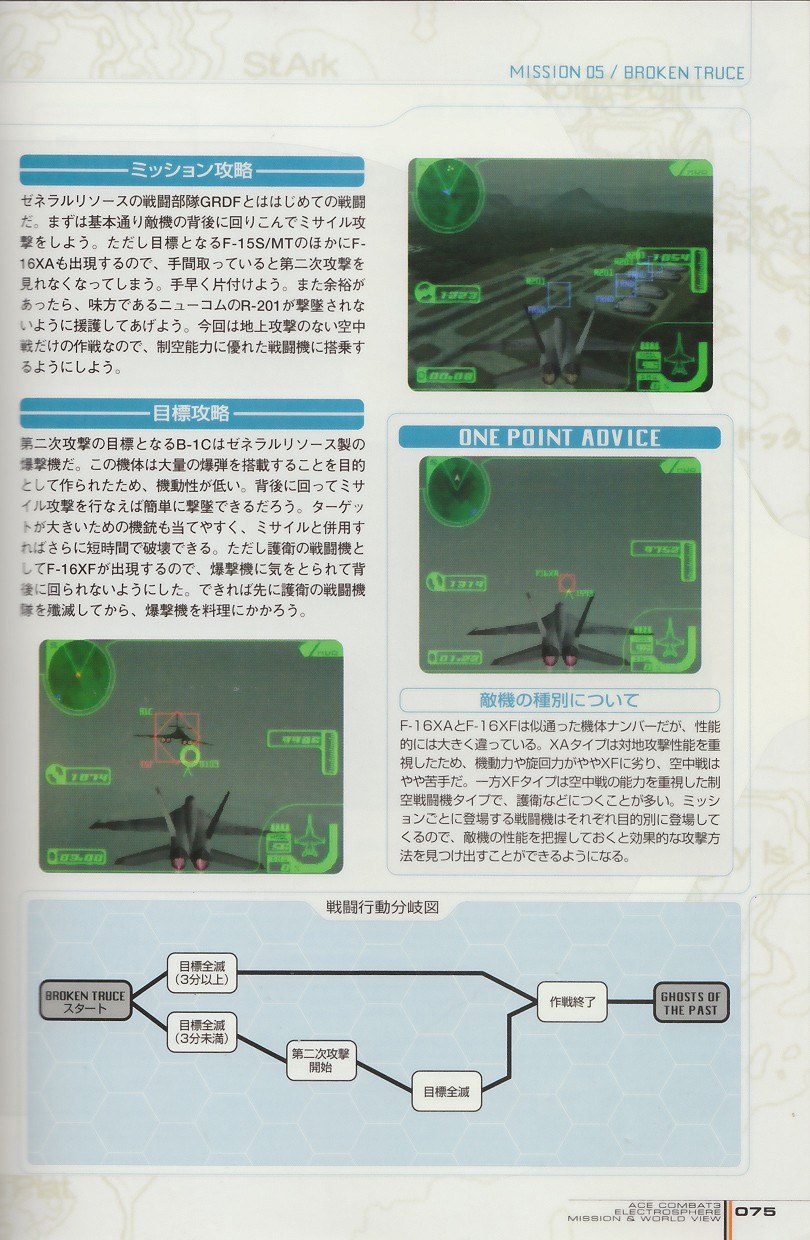 MISSION 05 / BROKEN TRUCE
ミッション攻略
ゼネラルリソースの戦闘部隊GRDFとははじめての戦闘
だ。まずは基本通り敵機の背後に回りこんでミサイル攻
撃をしよう。ただし目標となるF-15S/MTのほかにF-
16XAも出現するので、手間取っていると第二次攻撃を
見れなくなってしまう。手早く片付けよう。また余裕が
あったら、味方であるニューコムのR-201が撃墜されな
いように援護してあげよう。今回は地上攻撃のない空中
戦だけの作戦なので、制空能力に優れた戦闘機に搭乗す
るようにしよう。
目標攻略
第二次攻撃の目標となるB-1Cはゼネラルリソース製の
爆撃機だ。この機体は大量の爆弾を搭載することを目的
として作られたため、機動性が低い。背後に回ってミサ
イル攻撃を行なえば簡単に撃墜できるだろう。ターゲッ
トが大きいための機銃も当てやすく、ミサイルと併用す
ればさらに短時間で破壊できる。ただし護衛の戦闘機と
してF-16XFが出現するので、爆撃機に気をとられて背
後に回られないようにした。できれば先に護衛の戦闘機
隊を殲滅してから、爆撃機を料理にかかろう。
ONE POINT ADVICE
敵機の種別について
F-16XAとF-16XFは似通った機体ナンバーだが、性能
的には大きく違っている。XAタイプは対地攻撃性能を重
視したため、機動力や旋回力がややXFに劣り、空中戦は
やや苦手だ。一方XFタイプは空中戦の能力を重視した制
空戦闘機タイプで、護衛などにつくことが多い。ミッシ
ョンごとに登場する戦闘機はそれぞれ目的別に登場して
くるので、敵機の性能を把握しておくと効果的な攻撃方
法を見つけ出すことができるようになる。
戦闘行動分岐図
BROKEN TRUCE
スタート
目標全滅
（3分以上）
目標全滅
（3分未満）
第二次攻撃
開始
目標全滅
作戦終了
GHOSTS OF
THE PAST
ACE COMBAT3
ELECTROSPHERE
MISSION & WORLD VIEW
075
St.Ark